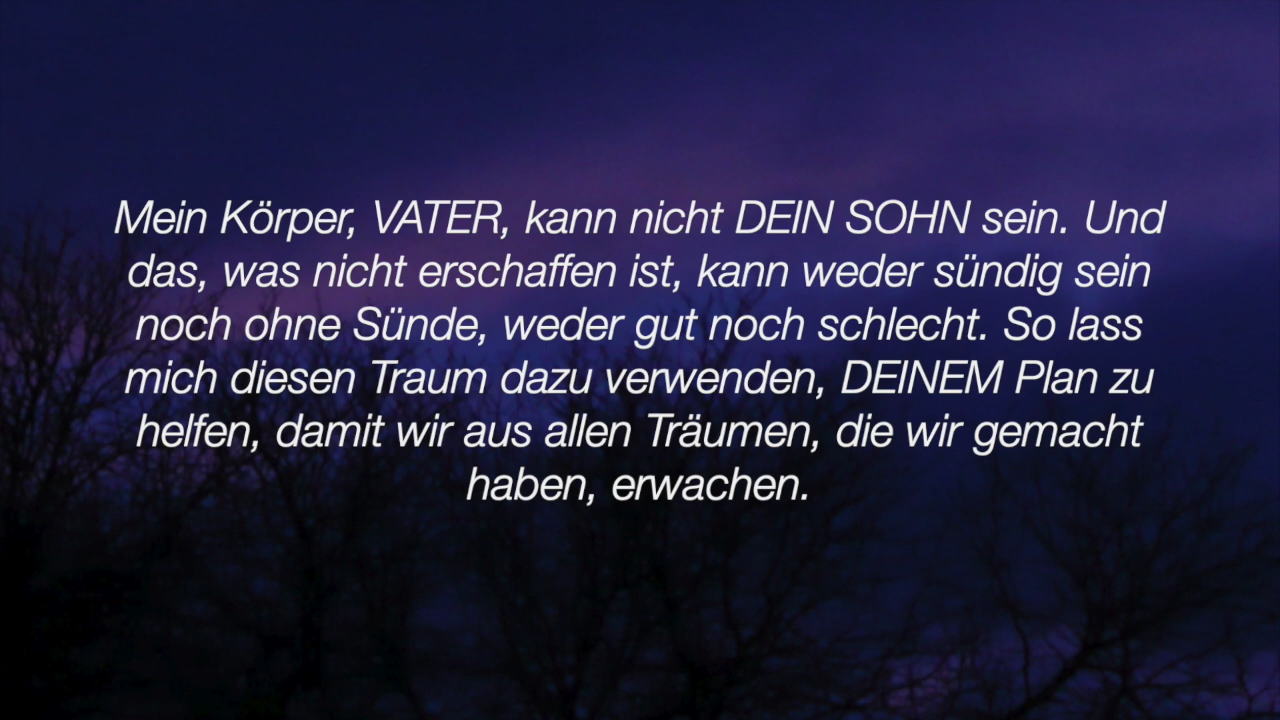 Mein Körper, VATER, kann nicht DEIN SOHN sein. Und
das, was nicht erschaffen ist, kann weder sündig sein
noch ohne Sünde, weder gut noch schlecht. So lass
mich diesen Traum dazu verwenden, DEINEM Plan zu
helfen, damit wir aus allen Träumen, die wir gemacht
haben, erwachen.